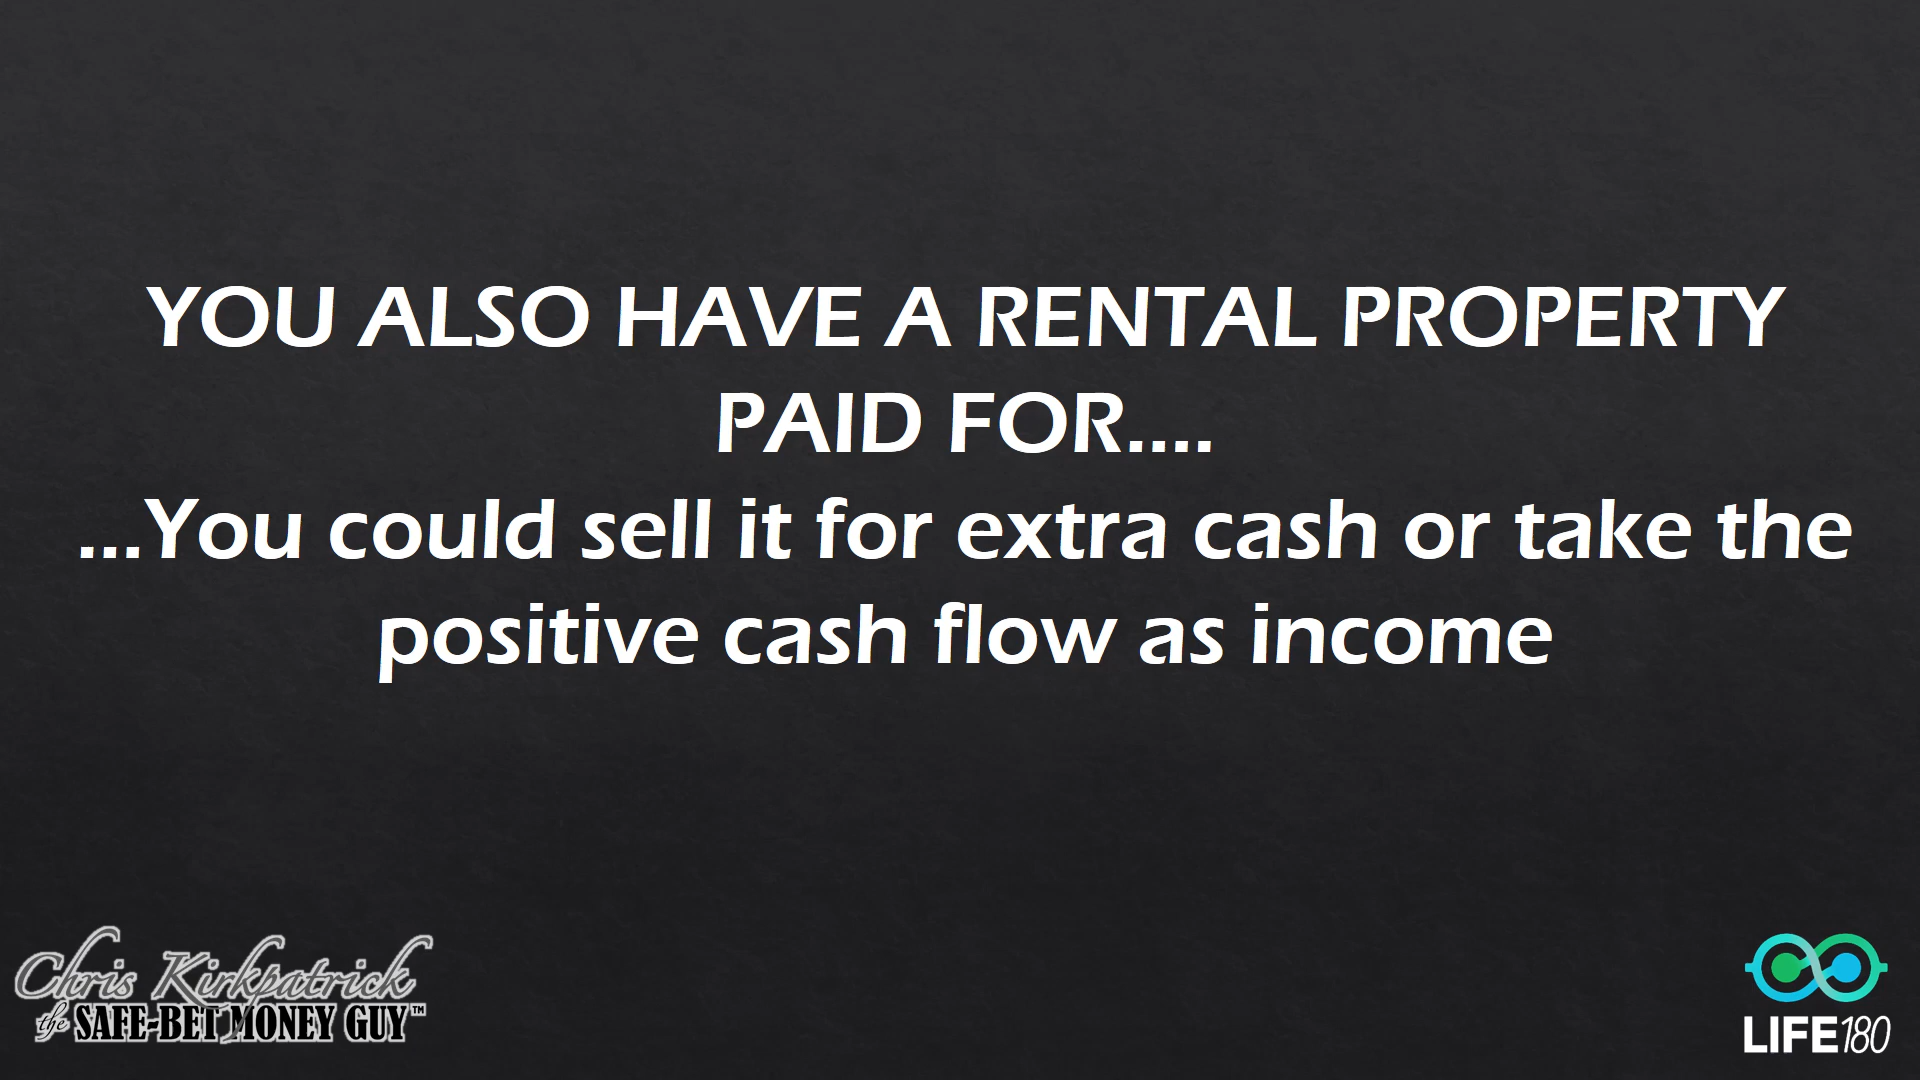 YOU ALSO HAVE A RENTAL PROPERTY
PAID FOR....
...You could sell it for extra cash or take the
positive cash flow as income
Chris Kirkpatrick
the SAFE-BET MONEY GUY™
LIFE180